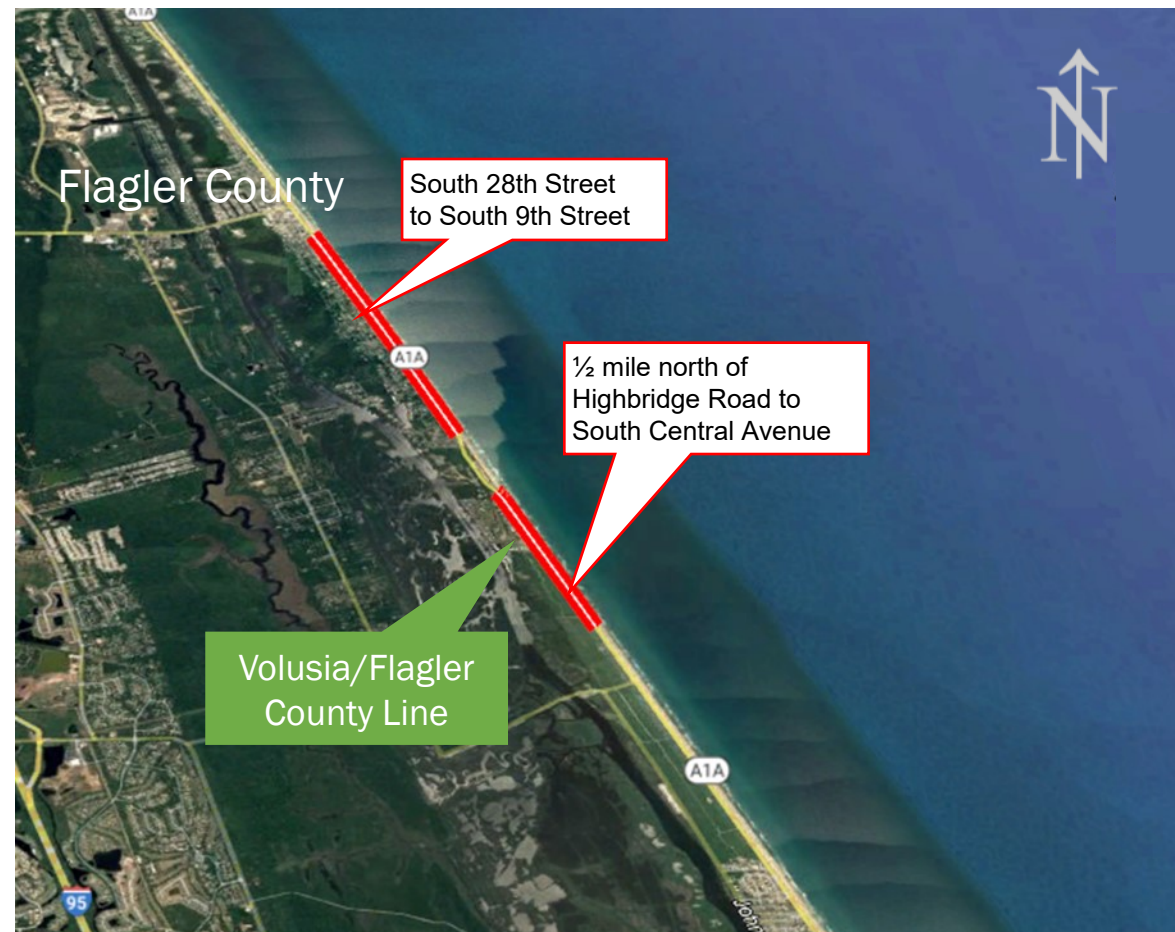 A1A
N
Flagler County
South 28th Street
to South 9th Street
A1A
½ mile north of
Highbridge Road to
South Central Avenue
Volusia/Flagler
County Line
A1A
95
John